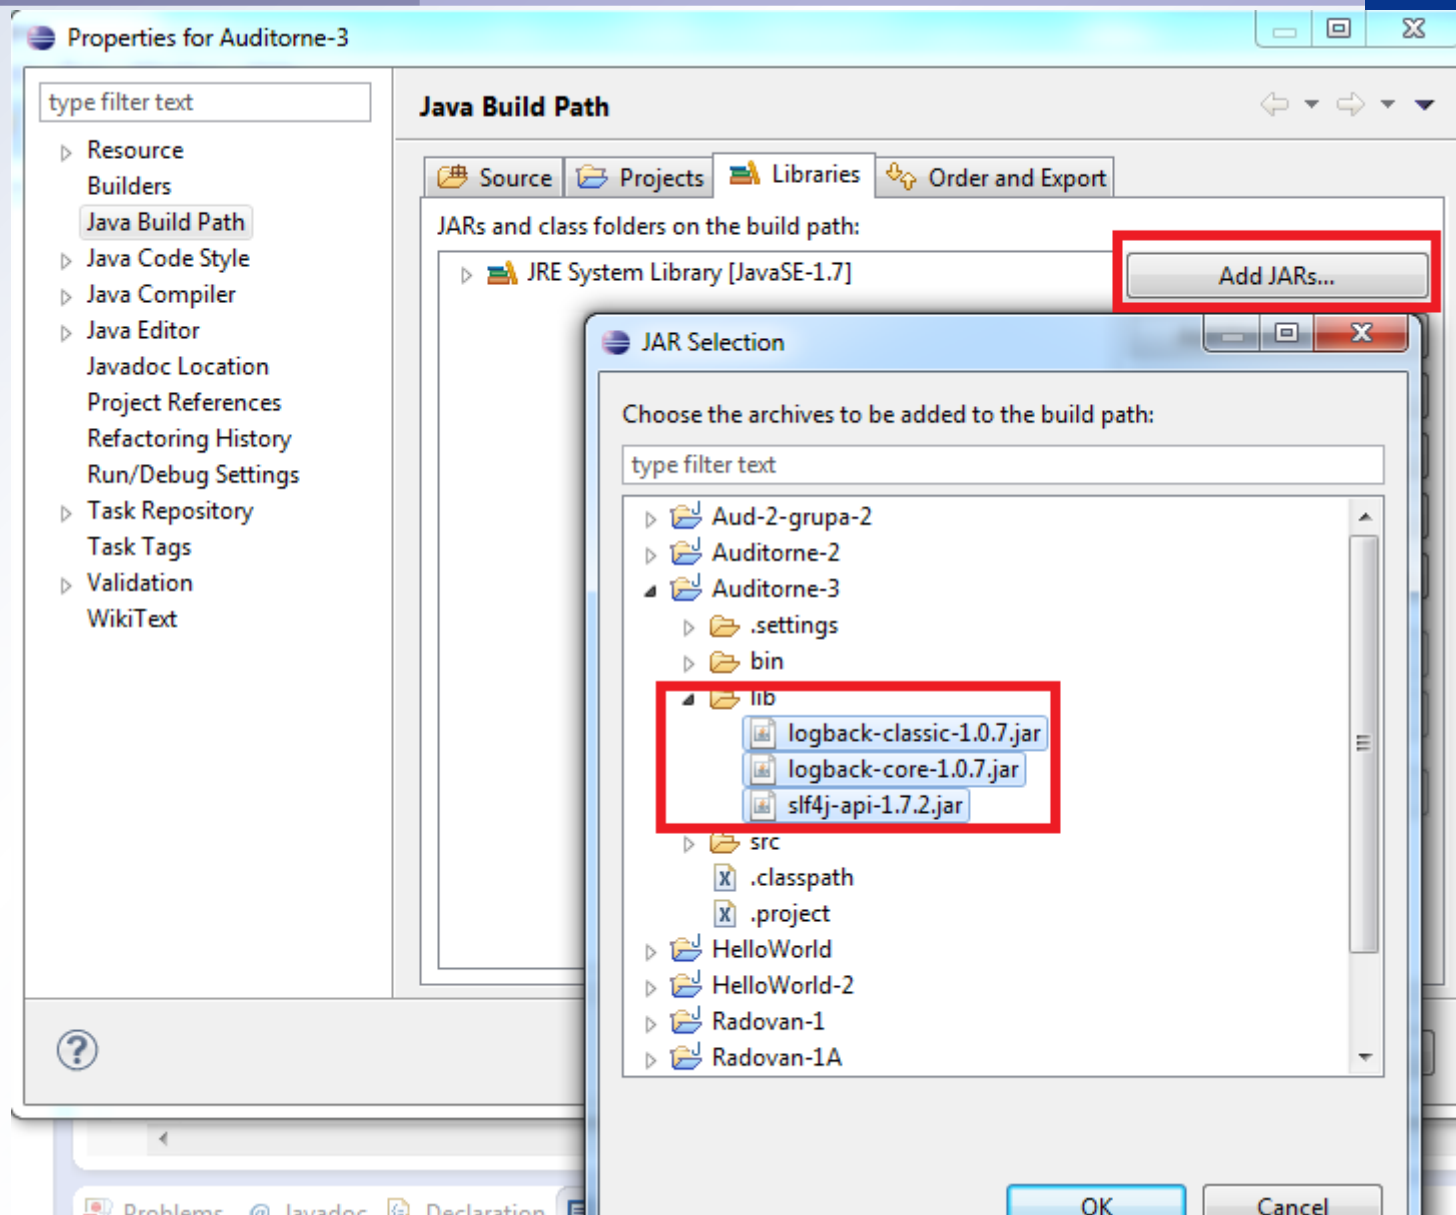 Properties for Auditorne-3
type filter text
Resource
Builders
Java Build Path
Java Code Style
Java Compiler
Java Editor
Javadoc Location
Project References
Refactoring History
Run/Debug Settings
Task Repository
Task Tags
Validation
WikiText
Java Build Path
Source Projects Libraries Order and Export
JARs and class folders on the build path:
JRE System Library [JavaSE-1.7]
Add JARs...
JAR Selection
Choose the archives to be added to the build path:
type filter text
Aud-2-grupa-2
Auditorne-2
Auditorne-3
.settings
bin
lib
logback-classic-1.0.7.jar
logback-core-1.0.7.jar
slf4j-api-1.7.2.jar
src
.classpath
.project
HelloWorld
HelloWorld-2
Radovan-1
Radovan-1A
OK Cancel
Problems @ Javadoc Declaration